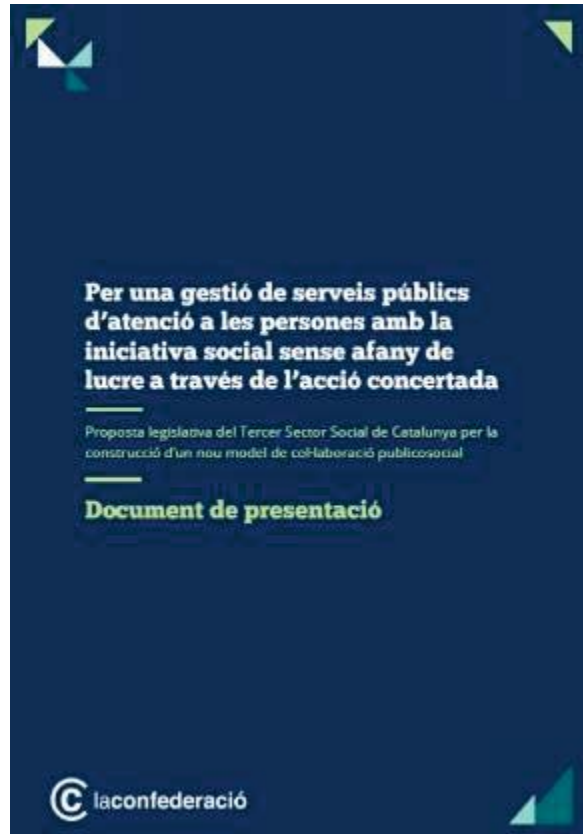 Per una gestió de serveis públics
d'atenció a les persones amb la
iniciativa social sense afany de
lucre a través de l'acció concertada
Proposta legislativa del Tercer Sector Social de Catalunya per la
construcció d'un nou model de col·laboració publicosocial
Document de presentació
laconfederació